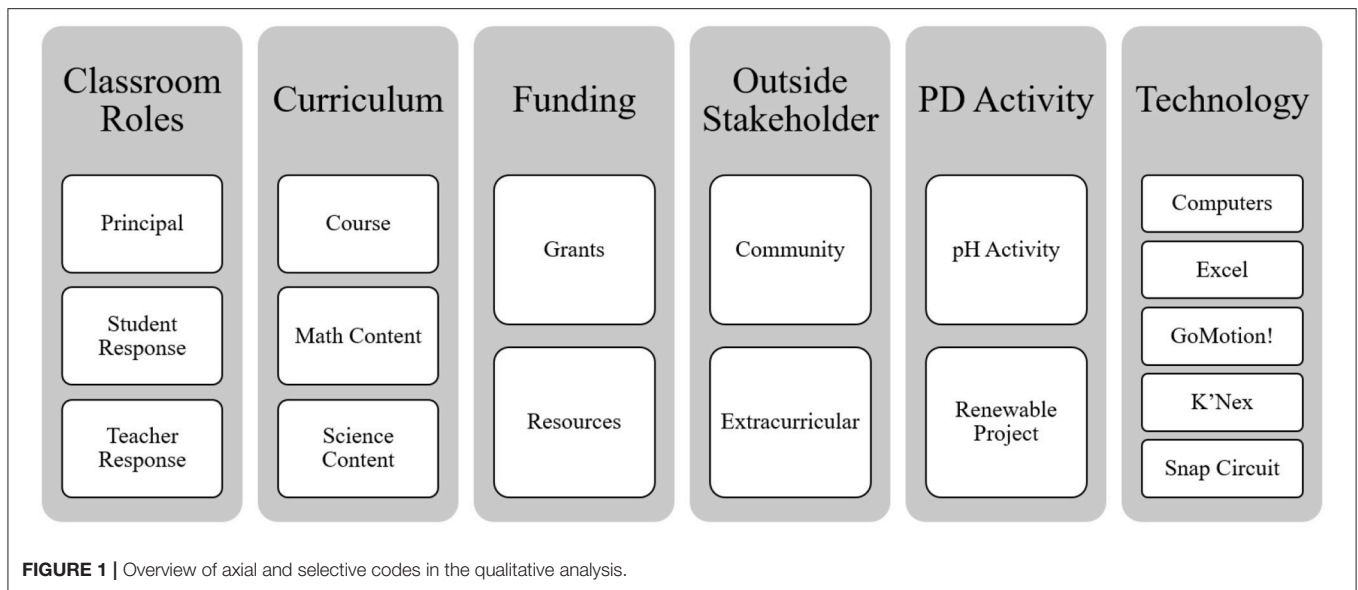 Classroom
Roles
Principal
Student
Response
Teacher
Response
Curriculum
Course
Math Content
Science
Content
Funding
Grants
Resources
Outside
Stakeholder
Community
Extracurricular
PD Activity
pH Activity
Renewable
Project
Technology
Computers
Excel
GoMotion!
K’Nex
Snap Circuit
FIGURE 1 | Overview of axial and selective codes in the qualitative analysis.